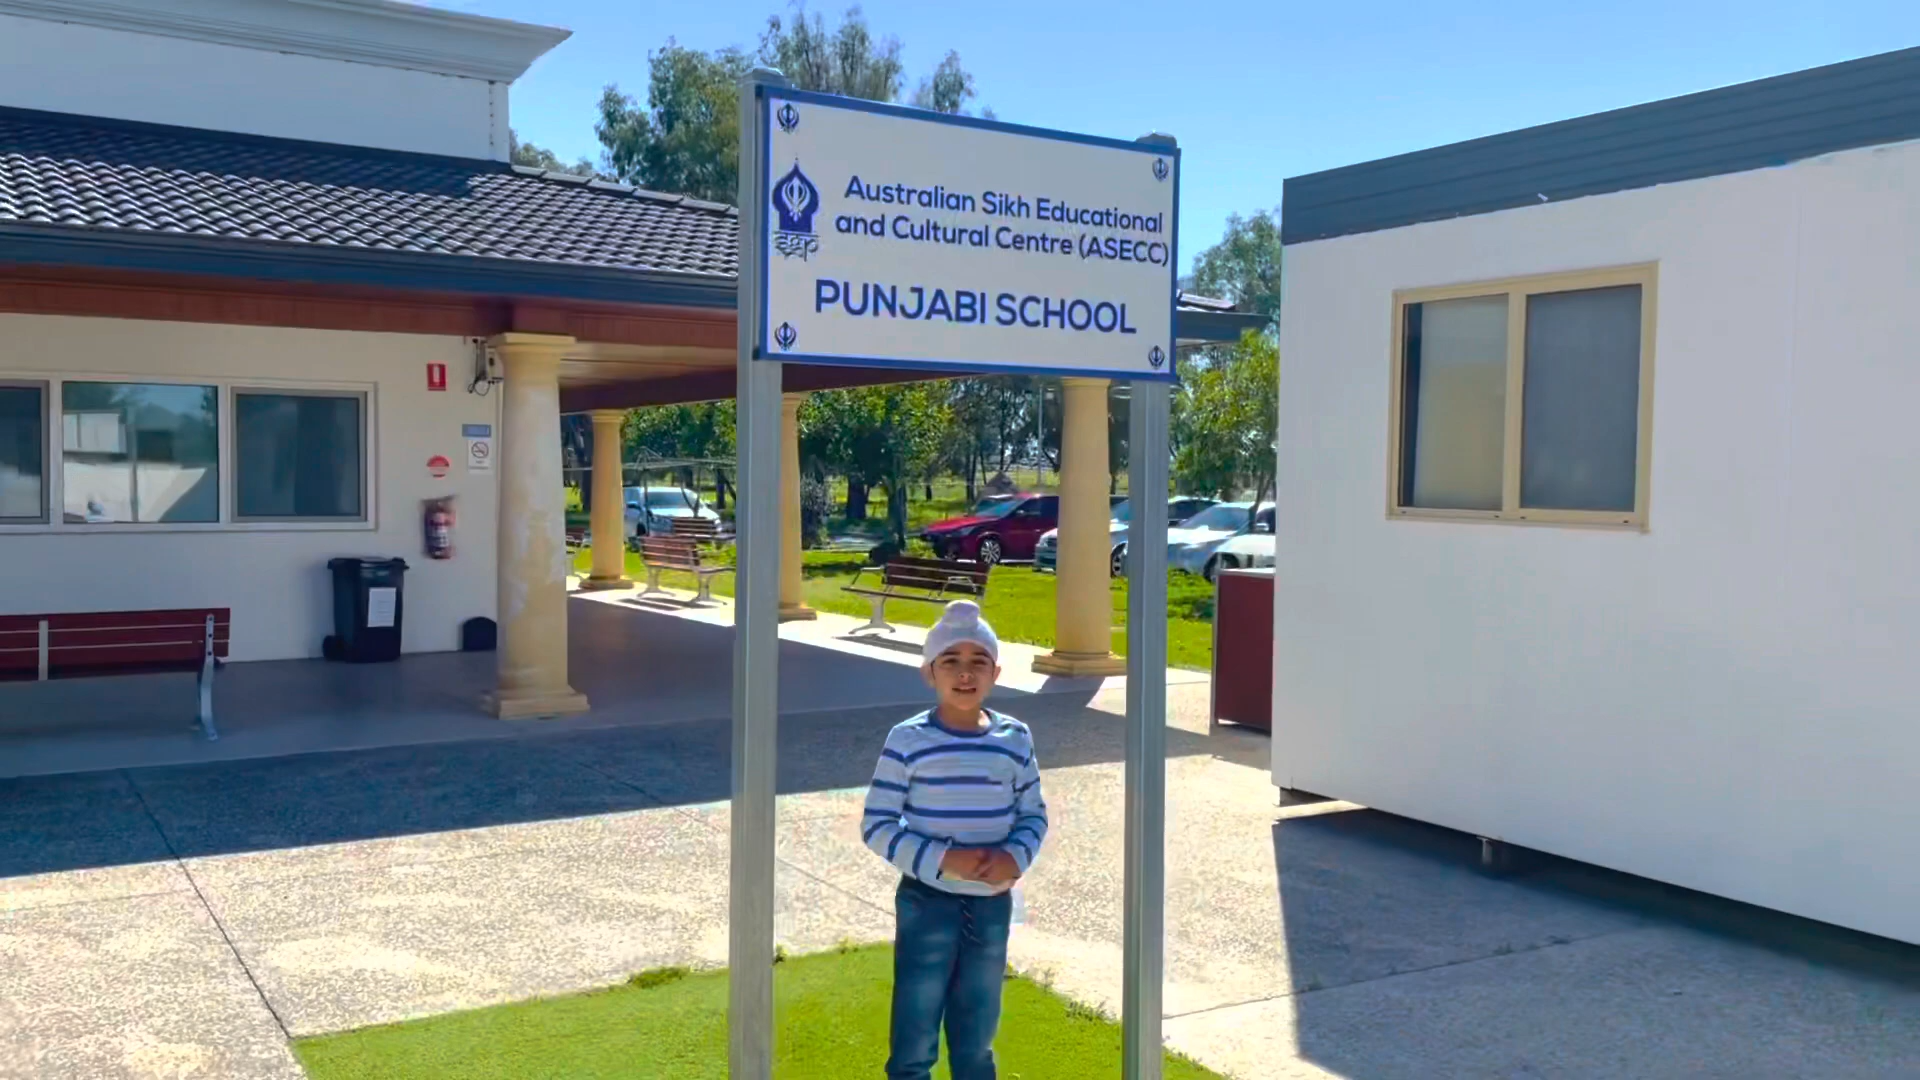 Australian Sikh Educational
and Cultural Centre (ASECC)
PUNJABI SCHOOL